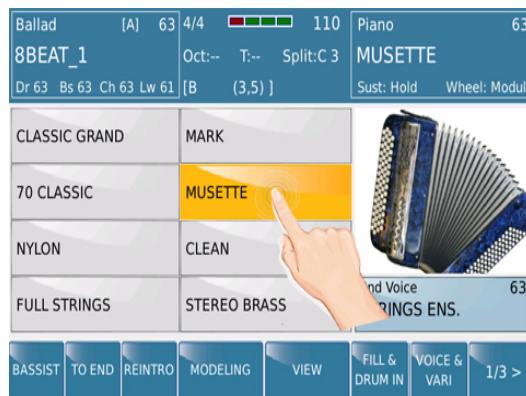 Ballad [A] 63 4/4 110 Piano 63
8BEAT_1 Oct:-- T:-- Split:C 3 MUSETTE
Dr 63 Bs 63 Ch 63 Lw 61 [B (3,5) ] Sust: Hold Wheel: Modul
CLASSIC GRAND MARK
70 CLASSIC MUSETTE
NYLON CLEAN
nd Voice 63
FULL STRINGS STEREO BRASS INGS ENS.
BASSIST TO END REINTRO MODELING VIEW FILL & DRUM IN VOICE & VARI 1/3 >